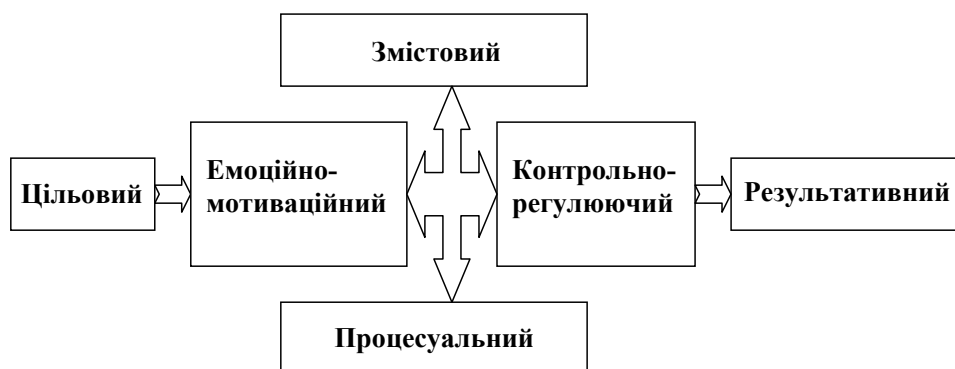 Змістовий
Цільовий
Емоційно-
мотиваційний
Контрольно-
регулюючий
Результативний
Процесуальний